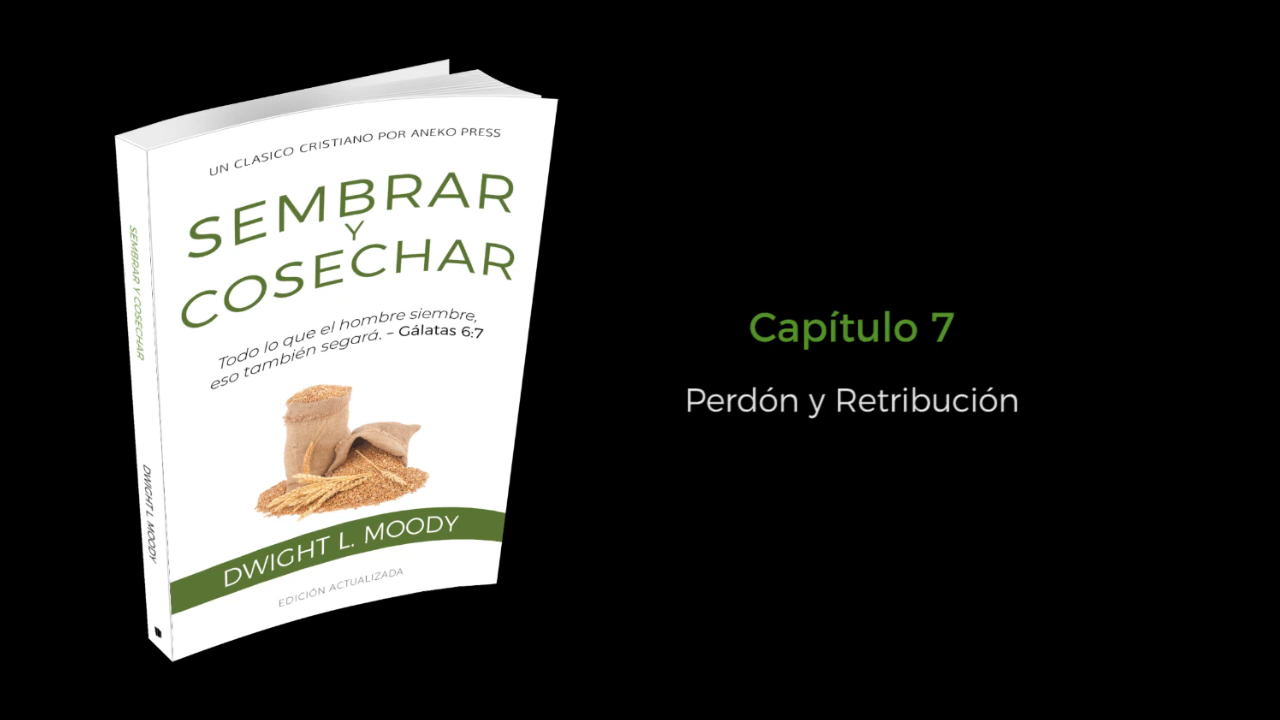 UN CLASICO CRISTIANO POR ANEKO PRESS
SEMBRAR
Y
COSECHAR
Todo lo que el hombre siembre,
eso también segará. – Gálatas 6:7
DWIGHT L. MOODY
EDICIÓN ACTUALIZADA
SEMBRAR Y COSECHAR
DWIGHT L. MOODY
Capítulo 7
Perdón y Retribución